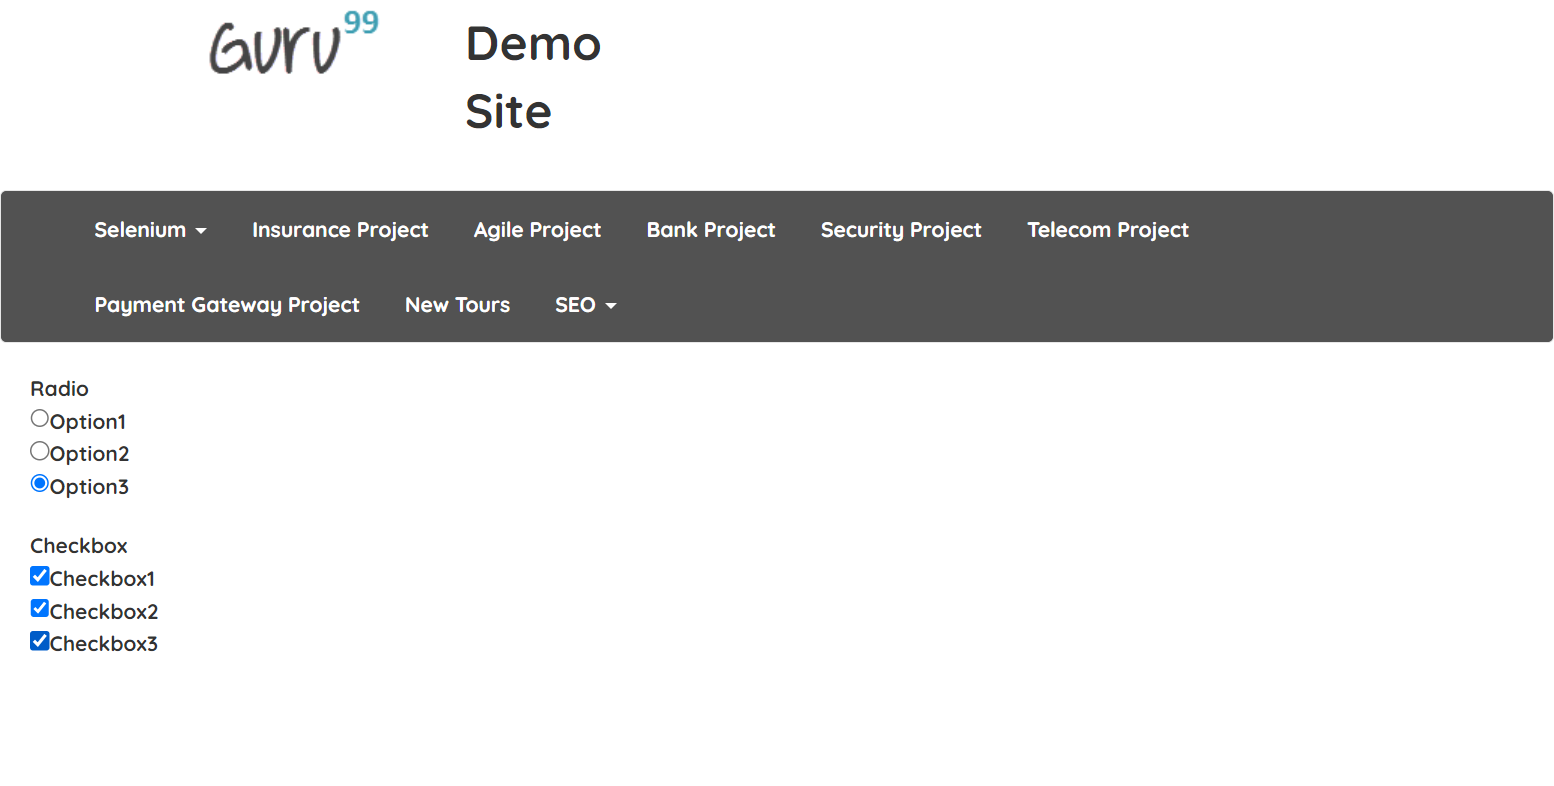 Guru99
Demo
Site
Selenium Insurance Project Agile Project Bank Project Security Project Telecom Project
Payment Gateway Project New Tours SEO
Radio
Option1
Option2
Option3
Checkbox
Checkbox1
Checkbox2
Checkbox3